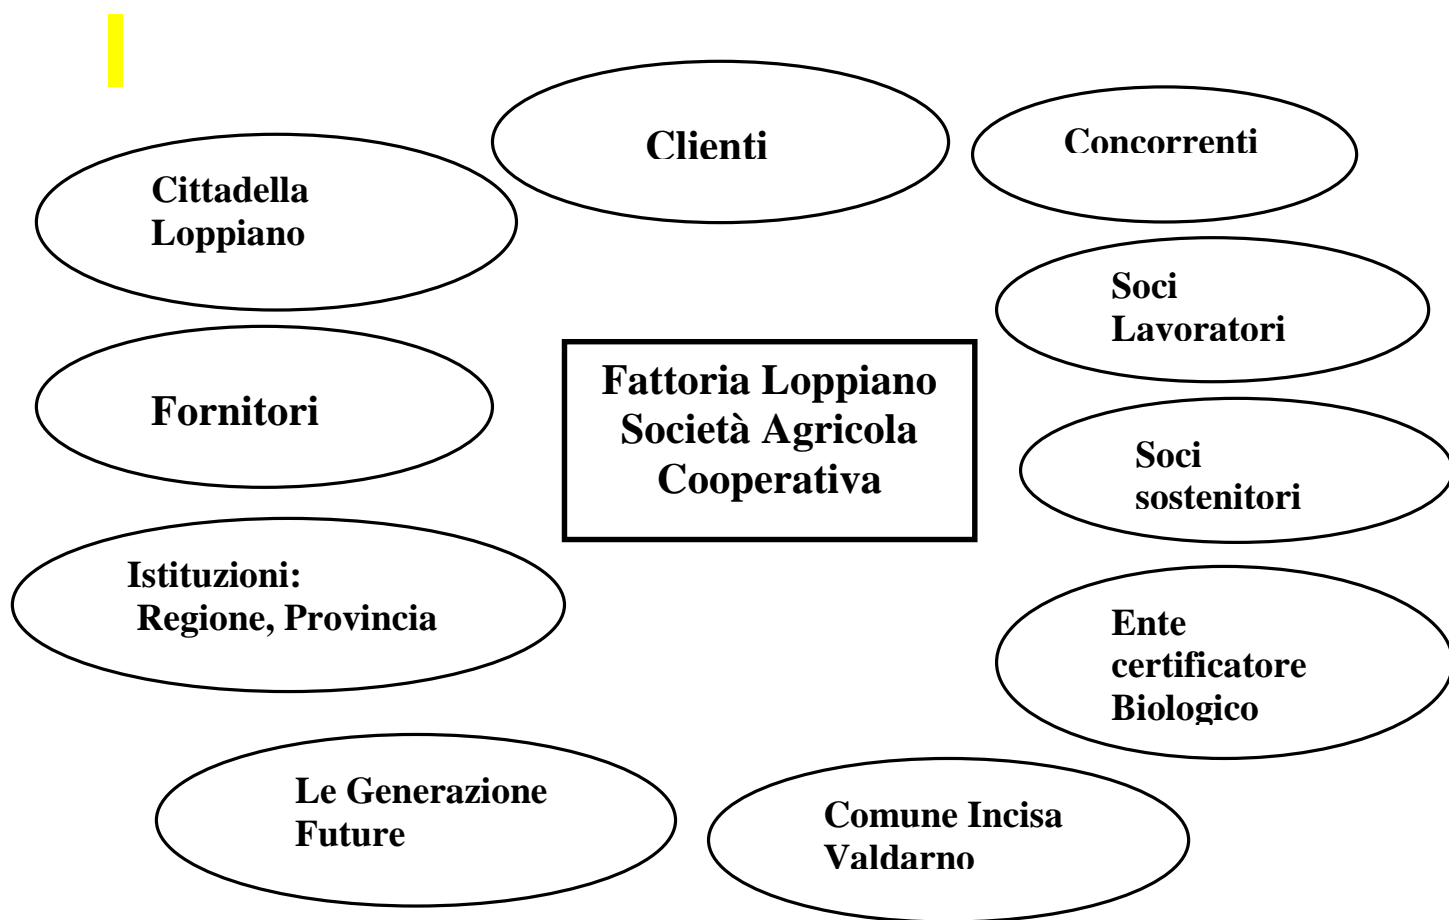 Clienti
Concorrenti
Cittadella
Loppiano
Soci
Lavoratori
Fattoria Loppiano
Società Agricola
Cooperativa
Fornitori
Soci
sostenitori
Istituzioni:
Regione, Provincia
Ente
certificatore
Biologico
Le Generazione
Future
Comune Incisa
Valdarno